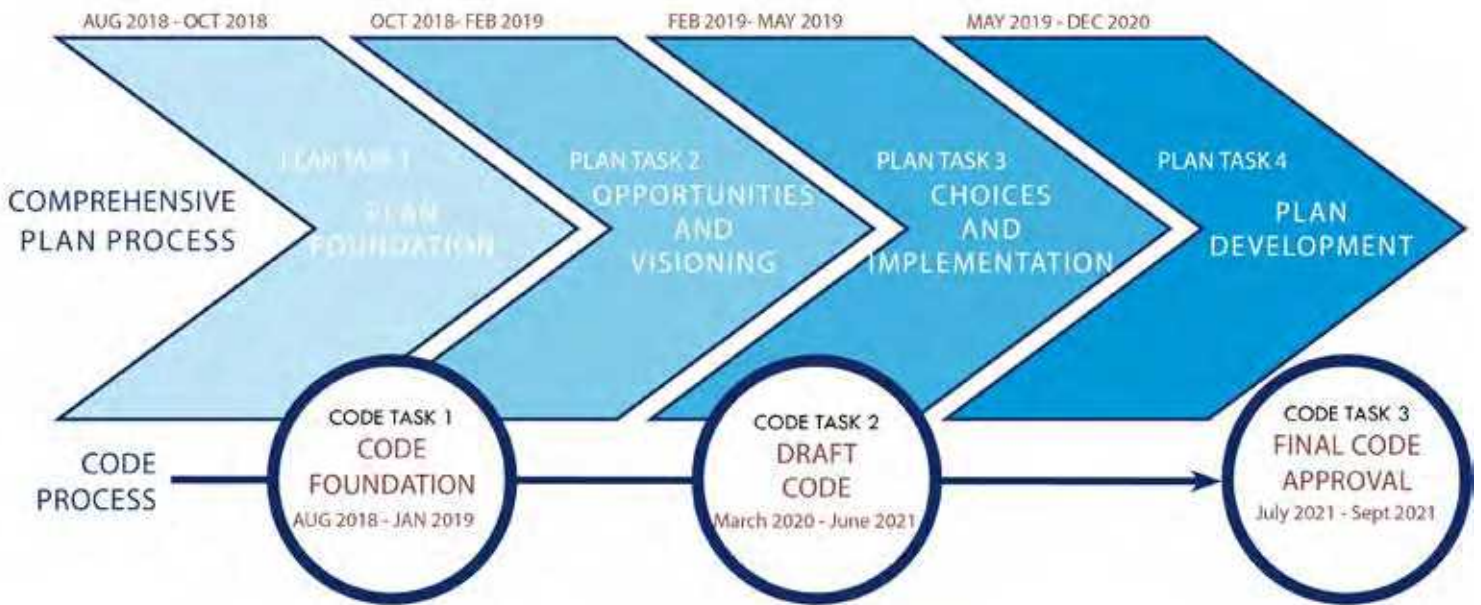 AUG 2018 - OCT 2018
OCT 2018- FEB 2019
FEB 2019- MAY 2019
MAY 2019 - DEC 2020
COMPREHENSIVE
PLAN PROCESS
PLAN TASK 1
PLAN
FOUNDATION
PLAN TASK 2
OPPORTUNITIES
AND
VISIONING
PLAN TASK 3
CHOICES
AND
IMPLEMENTATION
PLAN TASK 4
PLAN
DEVELOPMENT
CODE
PROCESS
CODE TASK 1
CODE
FOUNDATION
AUG 2018 - JAN 2019
CODE TASK 2
DRAFT
CODE
March 2020 - June 2021
CODE TASK 3
FINAL CODE
APPROVAL
July 2021 - Sept 2021